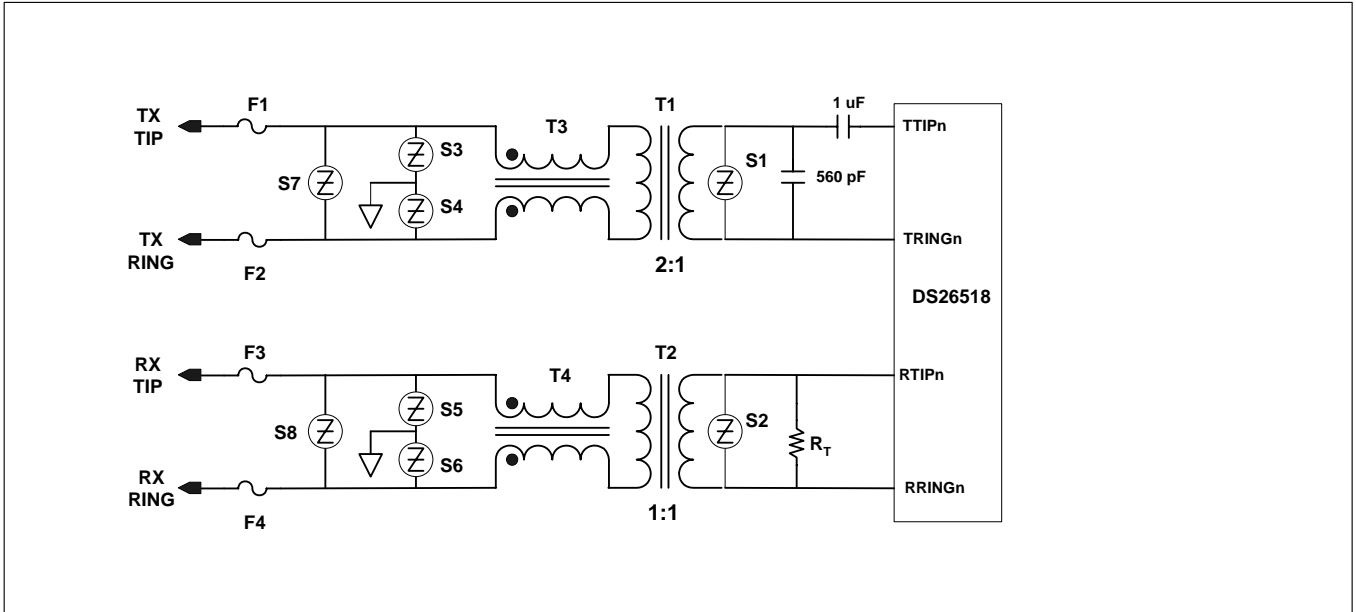 F1
T1
1 uF
TX
TIP
T3
TTIPn
S3
S7
S1
560 pF
S4
TX
RING
TRINGn
F2
2:1
DS26518
F3
T2
RX
TIP
T4
RTIPn
S5
S8
S2
RT
S6
RX
RING
RRINGn
F4
1:1